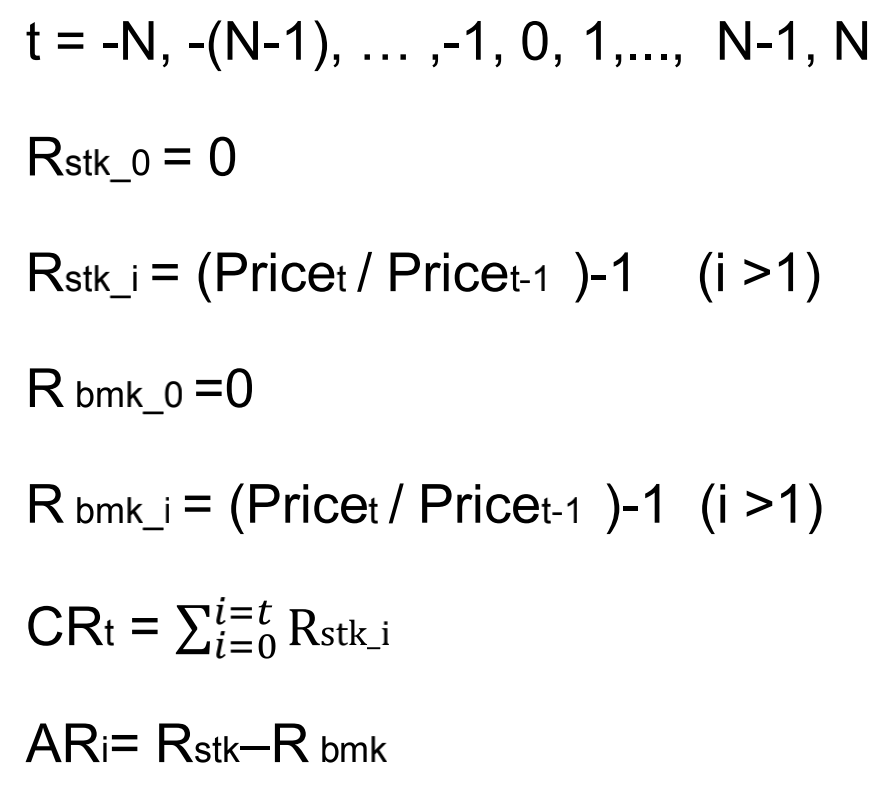 t = -N, -(N-1), … ,-1, 0, 1,..., N-1, N
Rstk_0 = 0
Rstk_i = (Pricet / Pricet-1 )-1 (i >1)
R bmk_0 =0
R bmk_i = (Pricet / Pricet-1 )-1 (i >1)
CRt = ∑_{i=0}^{i=t} Rstk_i
ARi= Rstk–R bmk